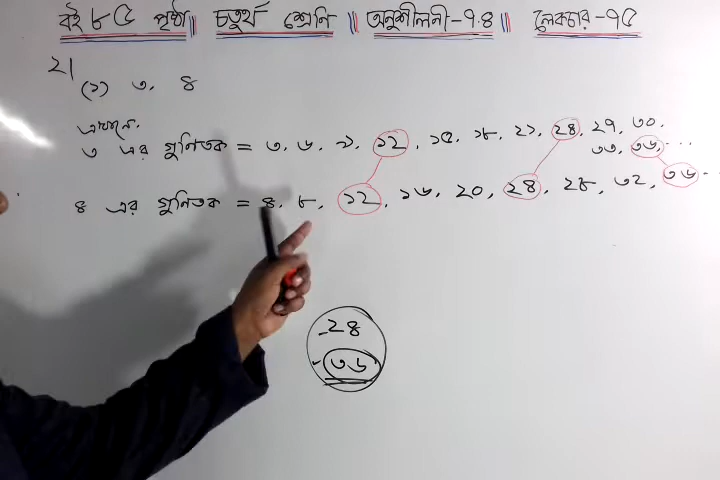 বই ৮৫ পৃষ্ঠা || চতুর্থ শ্রেণি || অনুশীলনী-৭.৪ || লেকচার-৭৫
২।
(১) ৩, ৪
এখানে,
৩ এর গুণিতক = ৩, ৬, ৯, ১২, ১৫, ১৮, ২১, ২৪, ২৭, ৩০,
৩৩, ৩৬, ...
৪ এর গুণিতক = ৪, ৮, ১২, ১৬, ২০, ২৪, ২৮, ৩২, ৩৬, ...
২৪
৩৬